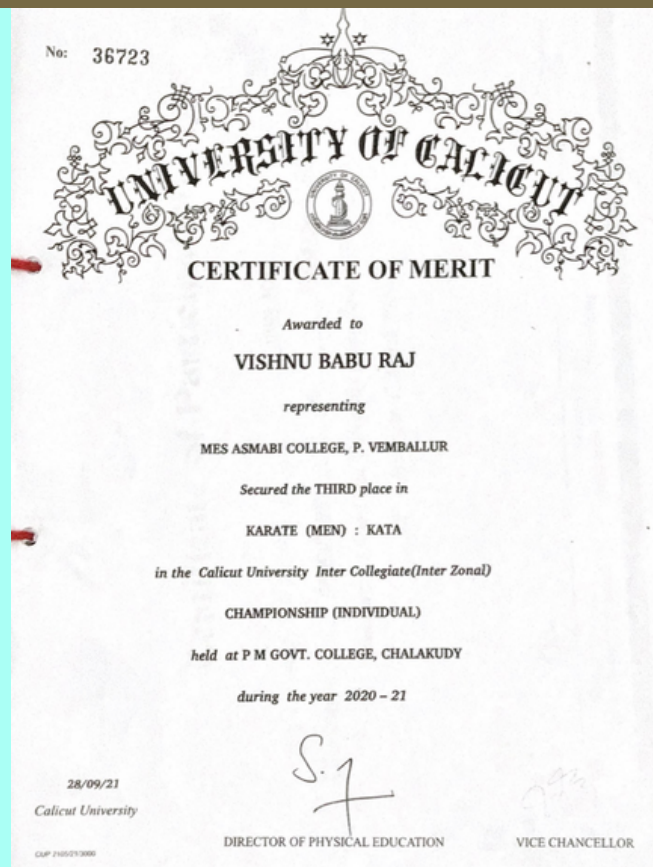 No: 36723
UNIVERSITY OF CALICUT
CERTIFICATE OF MERIT
Awarded to
VISHNU BABU RAJ
representing
MES ASMABI COLLEGE, P. VEMBALLUR
Secured the THIRD place in
KARATE (MEN) : KATA
in the Calicut University Inter Collegiate(Inter Zonal)
CHAMPIONSHIP (INDIVIDUAL)
held at P M GOVT. COLLEGE, CHALAKUDY
during the year 2020 – 21
28/09/21
Calicut University
DIRECTOR OF PHYSICAL EDUCATION
VICE CHANCELLOR